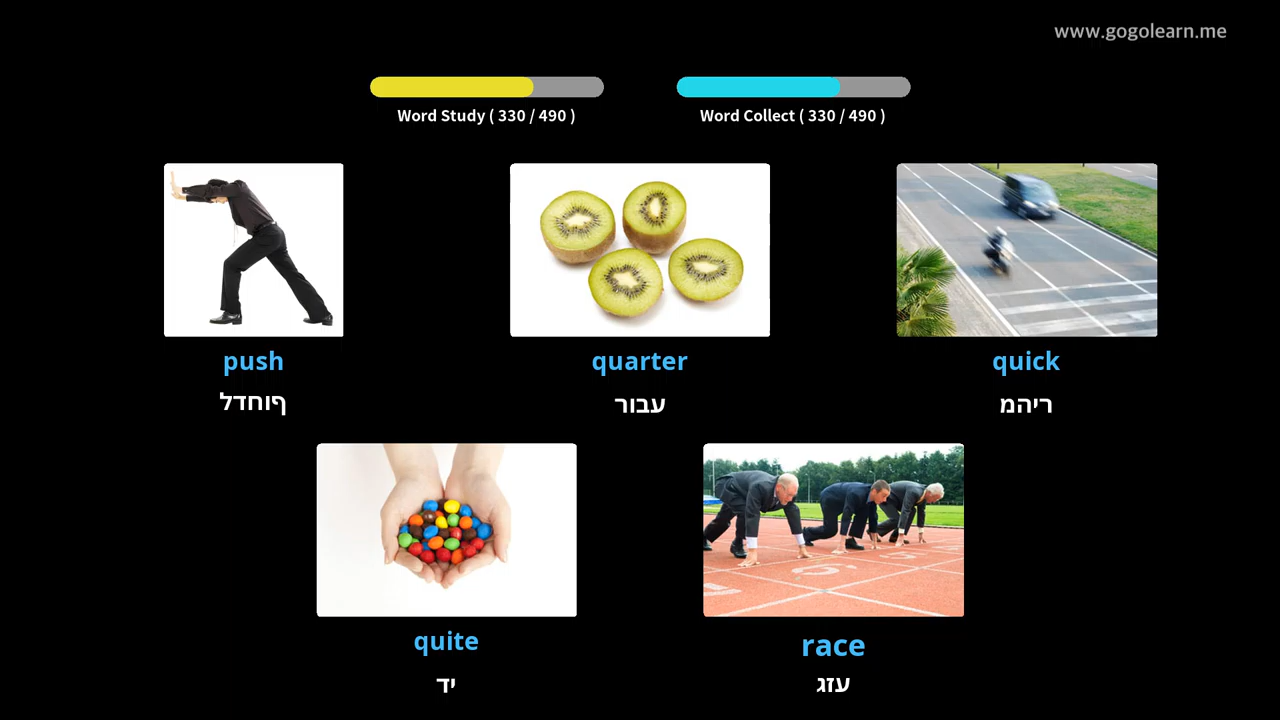 www.gogolearn.me
Word Study ( 330 / 490 )
Word Collect ( 330 / 490 )
push
ףוחדל
quarter
עבור
quick
ריהמ
quite
יד
race
עזג